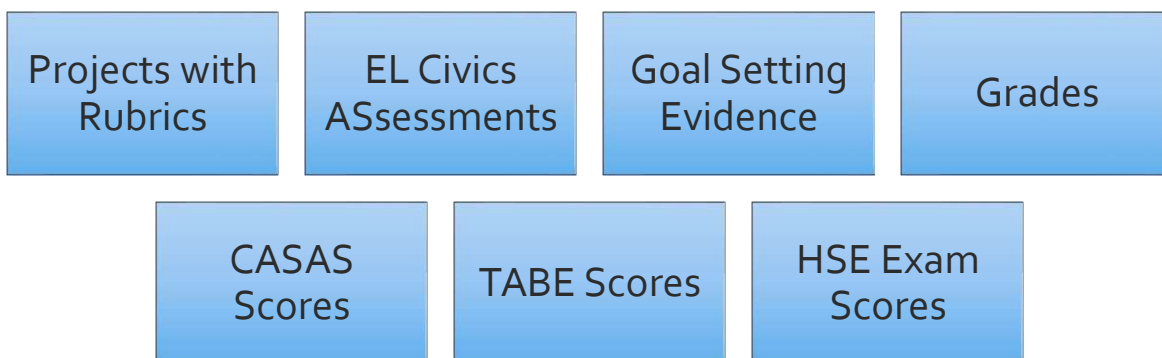 Projects with
Rubrics
EL Civics
ASsessments
Goal Setting
Evidence
Grades
CASAS
Scores
TABE Scores
HSE Exam
Scores